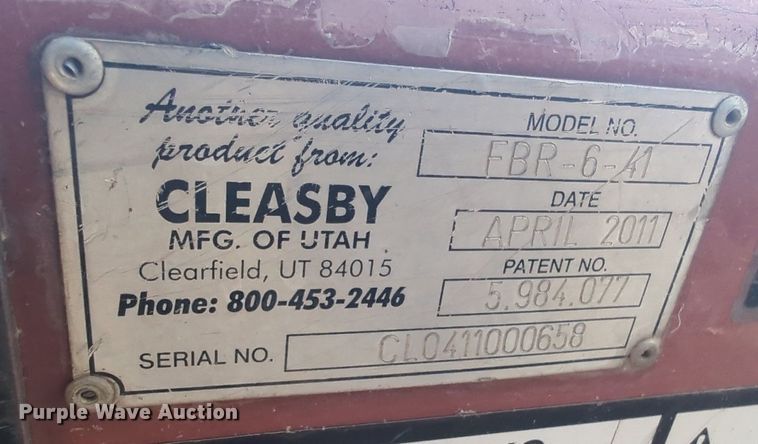 Another quality
product from:
CLEASBY
MFG. OF UTAH
Clearfield, UT 84015
Phone: 800-453-2446
MODEL NO.
FBR-6-41
DATE
APRIL 2011
PATENT NO.
5,984,077
SERIAL NO. CL0411000658
Purple Wave Auction